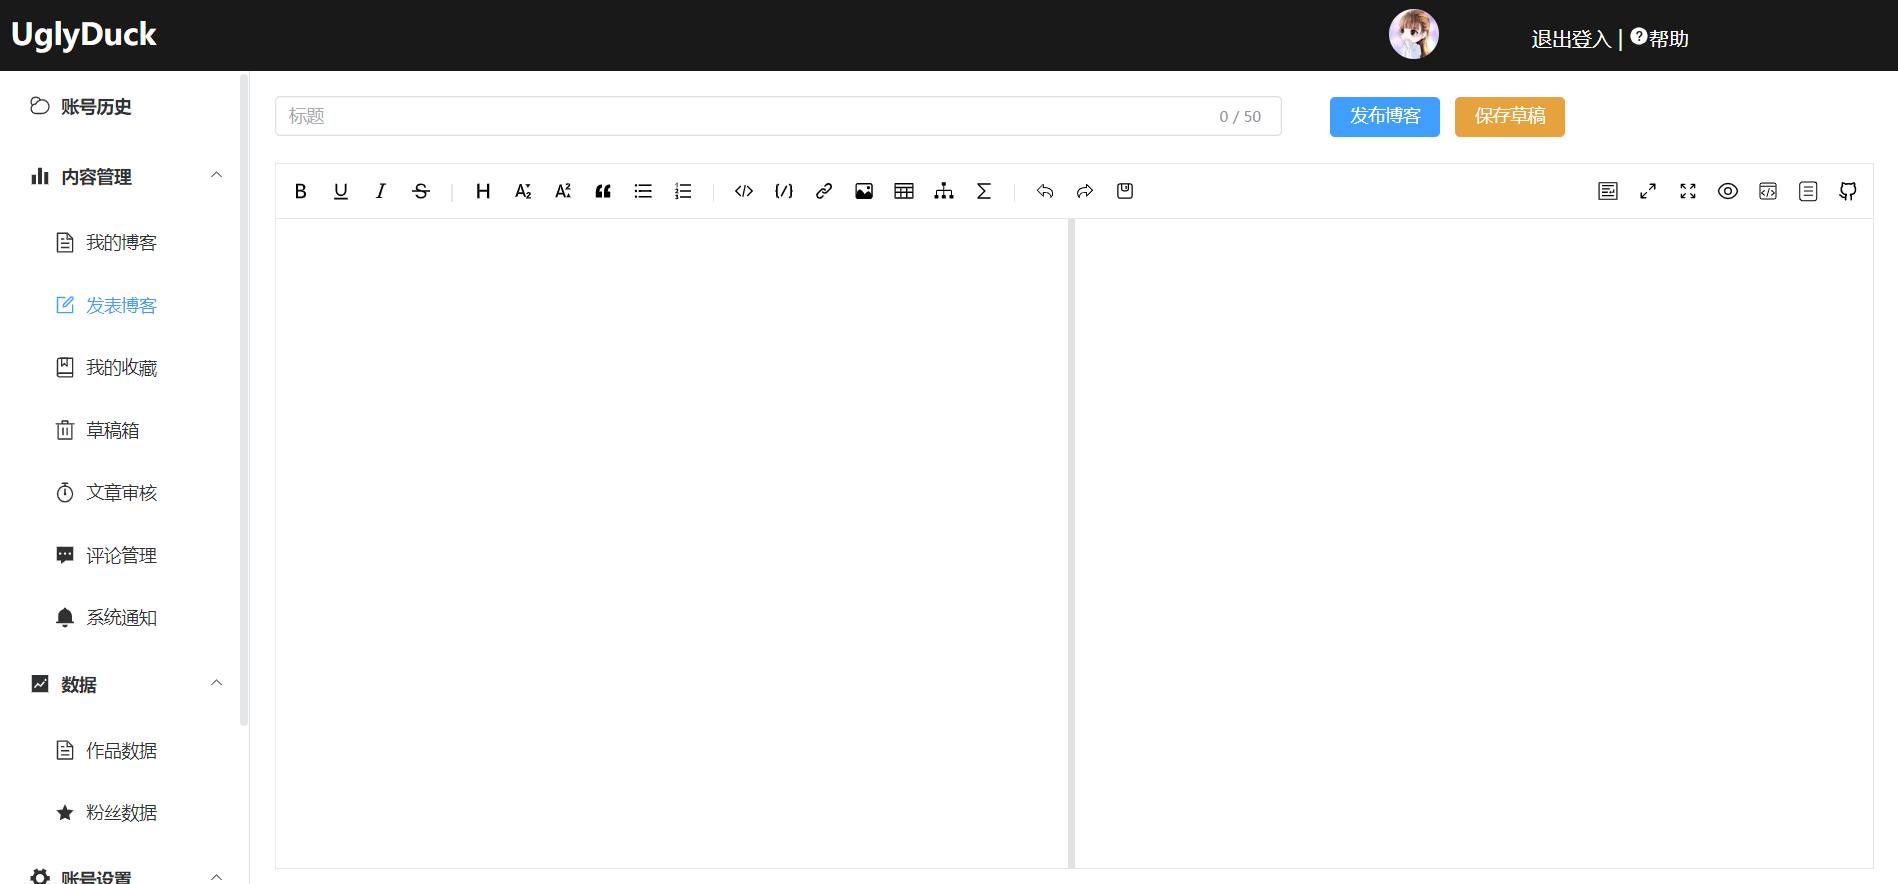 UglyDuck
退出登入 | 帮助
账号历史
内容管理
我的博客
发表博客
我的收藏
草稿箱
文章审核
评论管理
系统通知
数据
作品数据
粉丝数据
账号设置
标题 0 / 50
发布博客 保存草稿